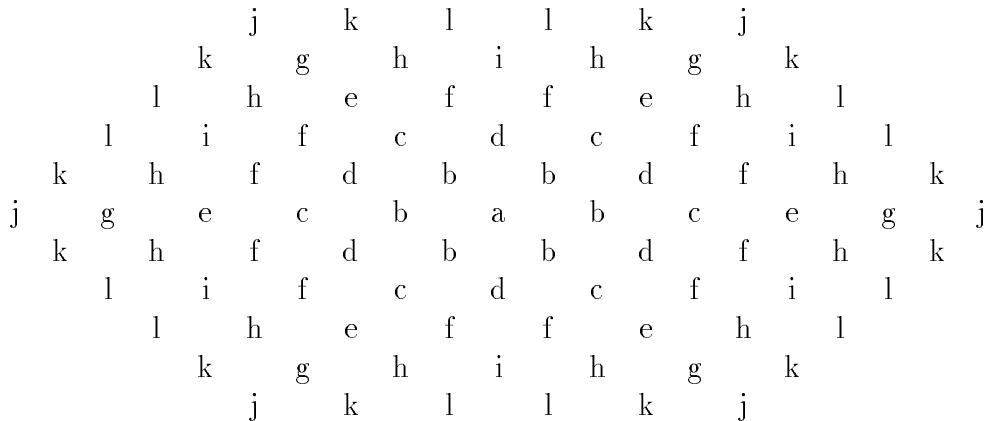 j k l l k j
k g h i h g k
l h e f f e h l
l i f c d c f i l
k h f d b b d f h k
j g e c b a b c e g j
k h f d b b d f h k
l i f c d c f i l
l h e f f e h l
k g h i h g k
j k l l k j